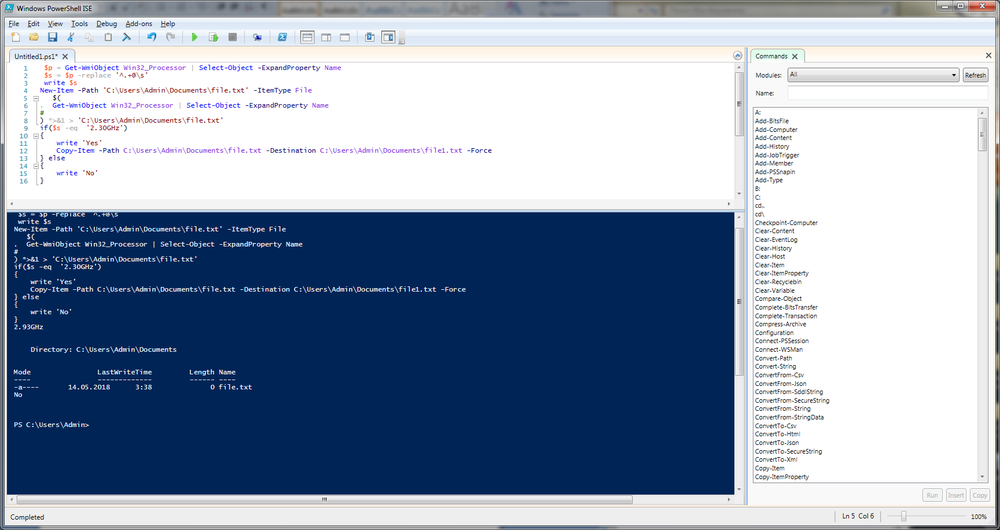 Windows PowerShell ISE
File Edit View Tools Debug Add-ons Help
Untitled1.ps1*
1 $p = Get-WmiObject Win32_Processor | Select-Object -ExpandProperty Name
2 $s = $p -replace '^.+@\s'
3 write $s
4 New-Item -Path 'C:\Users\Admin\Documents\file.txt' -ItemType File
5 $(
6 . Get-WmiObject Win32_Processor | Select-Object -ExpandProperty Name
7 #
8 ) *>&1 > 'C:\Users\Admin\Documents\file.txt'
9 if($s -eq  '2.30GHz')
10 {
11 write 'Yes'
12 Copy-Item -Path C:\Users\Admin\Documents\file.txt -Destination C:\Users\Admin\Documents\file1.txt -Force
13 } else
14 {
15 write 'No'
16 }
$s = $p -replace '^.+@\s
write $s
New-Item -Path 'C:\Users\Admin\Documents\file.txt' -ItemType File
$(
. Get-WmiObject Win32_Processor | Select-Object -ExpandProperty Name
#
) *>&1 > 'C:\Users\Admin\Documents\file.txt'
if($s -eq  '2.30GHz')
{
write 'Yes'
Copy-Item -Path C:\Users\Admin\Documents\file.txt -Destination C:\Users\Admin\Documents\file1.txt -Force
} else
{
write 'No'
}
2.93GHz
Directory: C:\Users\Admin\Documents
Mode LastWriteTime Length Name
---- ------------- ------ ----
-a---- 14.05.2018 3:38 0 file.txt
No
PS C:\Users\Admin>
Completed
Ln 5 Col 6
100%
Commands
Modules: All Refresh
Name:
A:
Add-BitsFile
Add-Computer
Add-Content
Add-History
Add-JobTrigger
Add-Member
Add-PSSnapin
Add-Type
B:
C:
cd..
cd\
Checkpoint-Computer
Clear-Content
Clear-EventLog
Clear-History
Clear-Host
Clear-Item
Clear-ItemProperty
Clear-Recyclebin
Clear-Variable
Compare-Object
Complete-BitsTransfer
Complete-Transaction
Compress-Archive
Configuration
Connect-PSSession
Connect-WSMan
Convert-Path
Convert-String
ConvertFrom-Csv
ConvertFrom-Json
ConvertFrom-SddlString
ConvertFrom-SecureString
ConvertFrom-String
ConvertFrom-StringData
ConvertTo-Csv
ConvertTo-Html
ConvertTo-Json
ConvertTo-SecureString
ConvertTo-Xml
Copy-Item
Copy-ItemProperty
Run Insert Copy